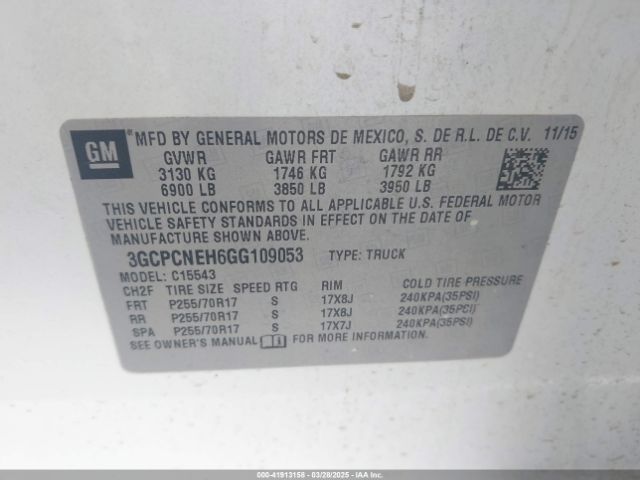 GM
MFD BY GENERAL MOTORS DE MEXICO, S. DE R.L. DE C.V. 11/15
GVWR GAWR FRT GAWR RR
3130 KG 1746 KG 1792 KG
6900 LB 3850 LB 3950 LB
THIS VEHICLE CONFORMS TO ALL APPLICABLE U.S. FEDERAL MOTOR
VEHICLE SAFETY STANDARDS IN EFFECT ON THE DATE OF
MANUFACTURE SHOWN ABOVE.
3GCPCNEH6GG109053 TYPE: TRUCK
MODEL: C15543
CH2F TIRE SIZE SPEED RTG RIM COLD TIRE PRESSURE
FRT P255/70R17 S 17X8J 240KPA(35PSI)
RR P255/70R17 S 17X8J 240KPA(35PSI)
SPA P255/70R17 S 17X7J 240KPA(35PSI)
SEE OWNER'S MANUAL FOR MORE INFORMATION.
000-41913158 - 03/28/2025 - IAAI.com